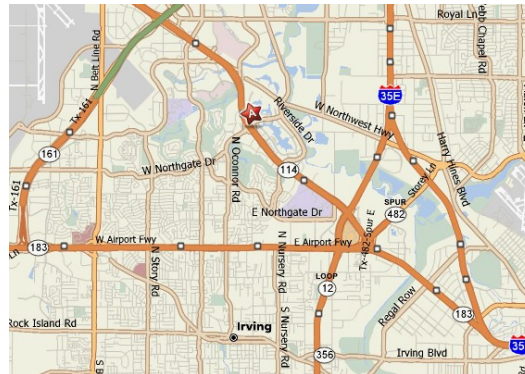 Royal Ln
Webb Chapel Rd
N Belt Line Rd
Tx-161
35E
Riverside Dr
W Northwest Hwy
Harry Hines Blvd
161
N Oconnor Rd
W Northgate Dr
114
Storey Ln
Tx-161
SPUR
482
E Northgate Dr
Ln
183
W Airport Fwy
E Airport Fwy
Tx-482-Spur E
N Story Rd
N Nursery Rd
LOOP
12
Regal Row
183
Rock Island Rd
Irving
S Nursery Rd
356
Irving Blvd
35
S B